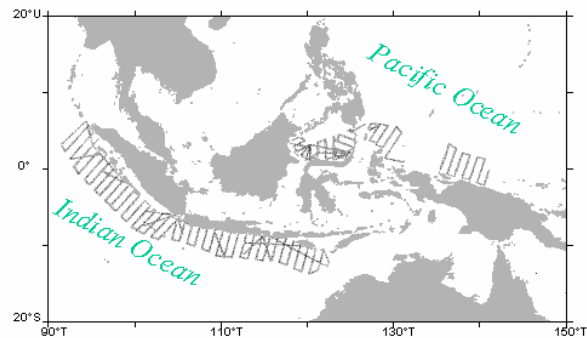 20°U
Pacific Ocean
0°
Indian Ocean
20°S
90°T 110°T 130°T 150°T